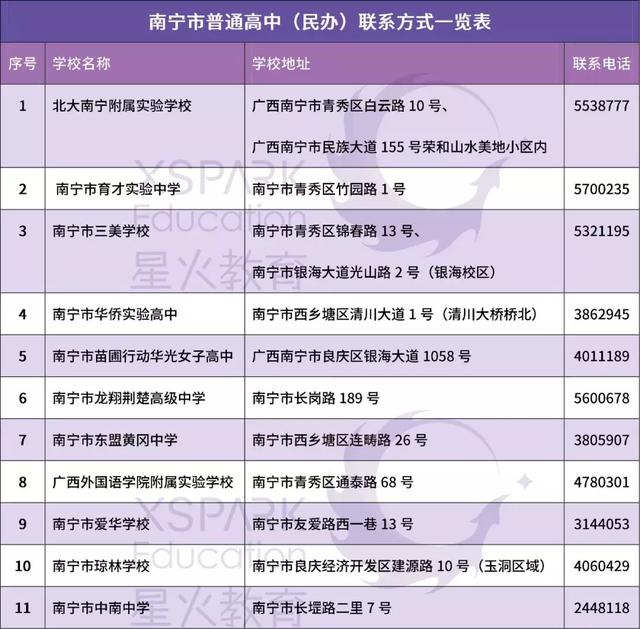 南宁市普通高中（民办）联系方式一览表
序号 学校名称 学校地址 联系电话
1 北大南宁附属实验学校 广西南宁市青秀区白云路 10 号、 5538777
广西南宁市民族大道 155 号荣和山水美地小区内
2 南宁市育才实验中学 南宁市青秀区竹园路 1 号 5700235
3 南宁市三美学校 南宁市青秀区锦春路 13 号、 5321195
南宁市银海大道光山路 2 号（银海校区）
4 南宁市华侨实验高中 南宁市西乡塘区清川大道 1 号（清川大桥桥北） 3862945
5 南宁市苗圃行动华光女子高中 广西南宁市良庆区银海大道 1058 号 4011189
6 南宁市龙翔荆楚高级中学 南宁市长岗路 189 号 5600678
7 南宁市东盟黄冈中学 南宁市西乡塘区连畴路 26 号 3805907
8 广西外国语学院附属实验学校 南宁市青秀区通泰路 68 号 4780301
9 南宁市爱华学校 南宁市友爱路西一巷 13 号 3144053
10 南宁市琼林学校 南宁市良庆经济开发区建源路 10 号（玉洞区域） 4060429
11 南宁市中南中学 南宁市长堽路二里 7 号 2448118
XSPARK
Education
星火教育
XSPARK
Education
星火教育